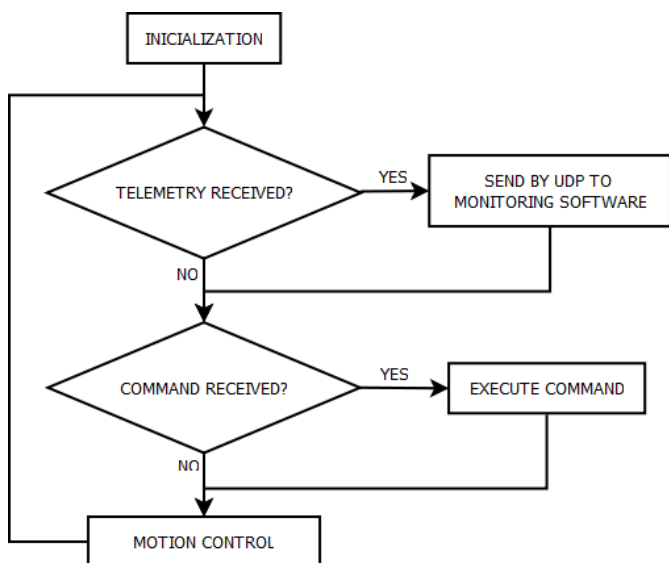 INICIALIZATION
TELEMETRY RECEIVED?
YES
SEND BY UDP TO
MONITORING SOFTWARE
NO
COMMAND RECEIVED?
YES
EXECUTE COMMAND
NO
MOTION CONTROL